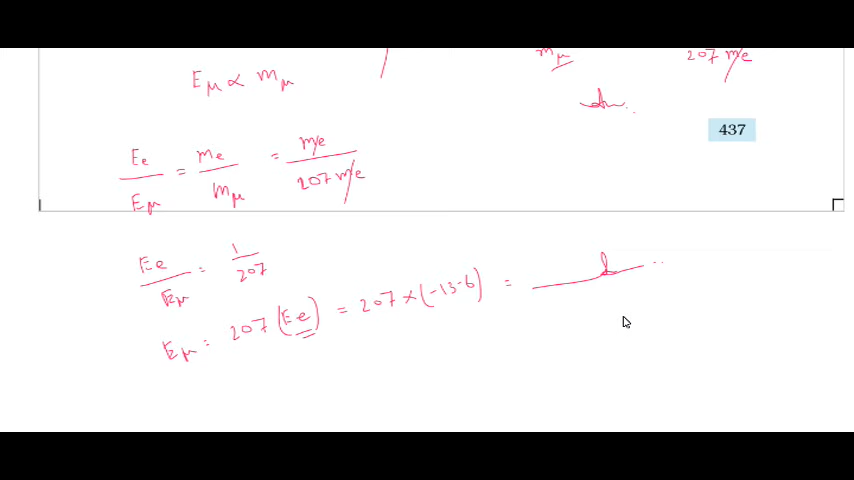 mμ
207 me
Eμ ∝ mμ
437
Ee/Eμ = me/mμ = me/207 me
Ee/Eμ = 1/207
Eμ = 207 (Ee) = 207 × (-13.6) =